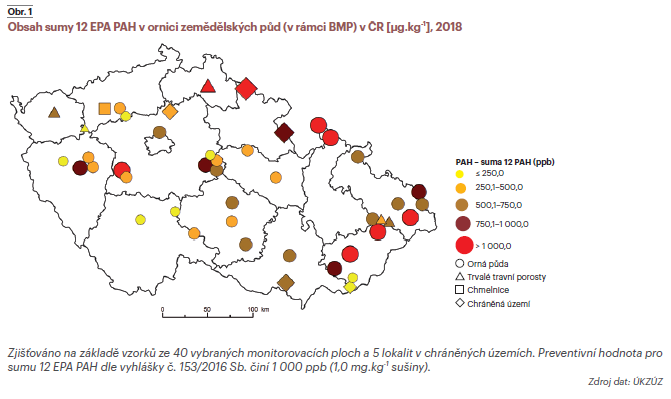 Obr. 1
Obsah sumy 12 EPA PAH v ornici zemědělských půd (v rámci BMP) v ČR [µg.kg⁻¹], 2018
PAH – suma 12 PAH (ppb)
≤ 250,0
250,1–500,0
500,1–750,0
750,1–1 000,0
> 1 000,0
Orná půda
Trvalé travní porosty
Chmelnice
Chráněná území
0 50 100 km
Zjišťováno na základě vzorků ze 40 vybraných monitorovacích ploch a 5 lokalit v chráněných územích. Preventivní hodnota pro
sumu 12 EPA PAH dle vyhlášky č. 153/2016 Sb. činí 1 000 ppb (1,0 mg.kg⁻¹ sušiny).
Zdroj dat: ÚKZÚZ